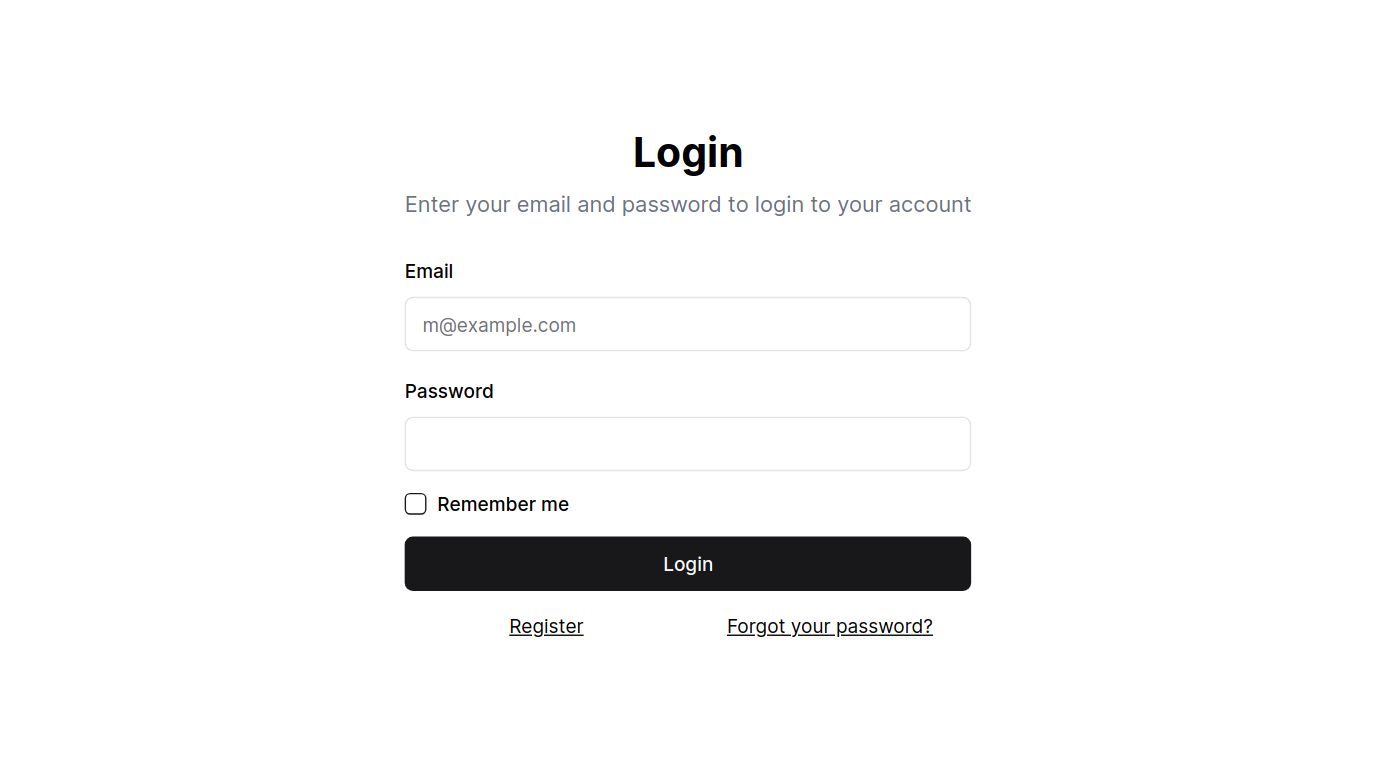 Login
Enter your email and password to login to your account
Email
m@example.com
Password
Remember me
Login
Register
Forgot your password?